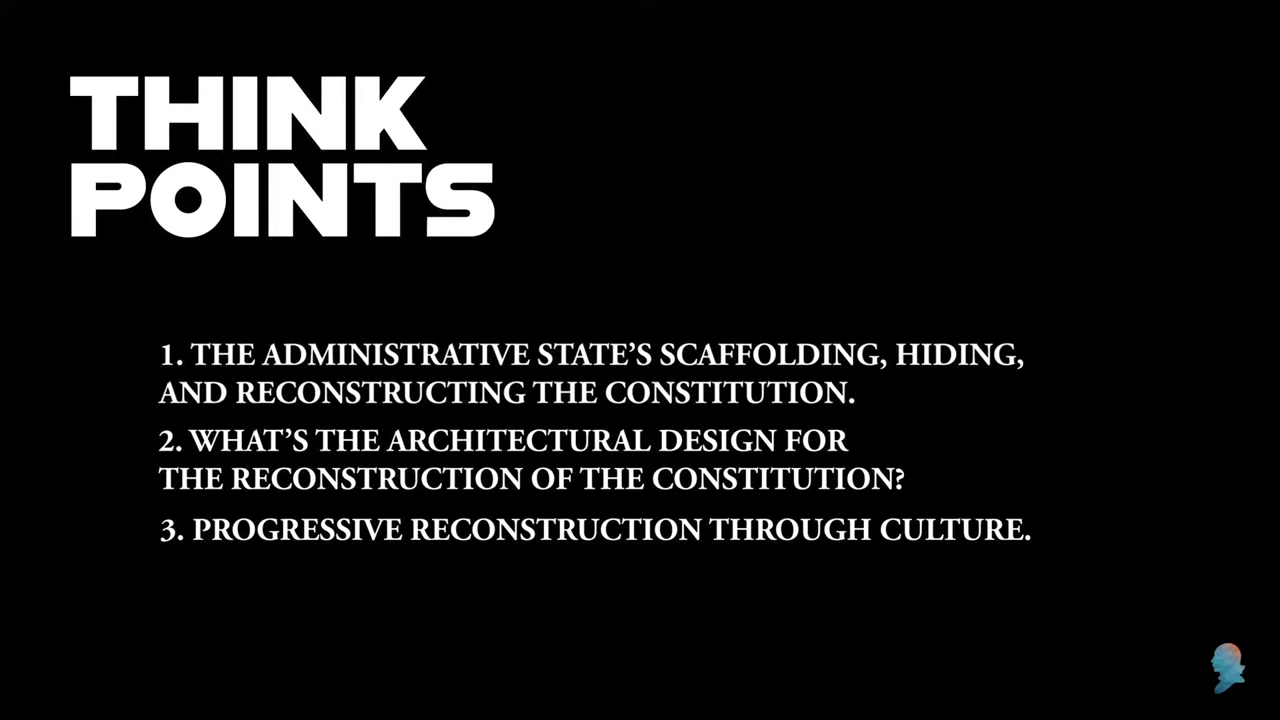 THINK
POINTS
1. THE ADMINISTRATIVE STATE’S SCAFFOLDING, HIDING,
AND RECONSTRUCTING THE CONSTITUTION.
2. WHAT’S THE ARCHITECTURAL DESIGN FOR
THE RECONSTRUCTION OF THE CONSTITUTION?
3. PROGRESSIVE RECONSTRUCTION THROUGH CULTURE.